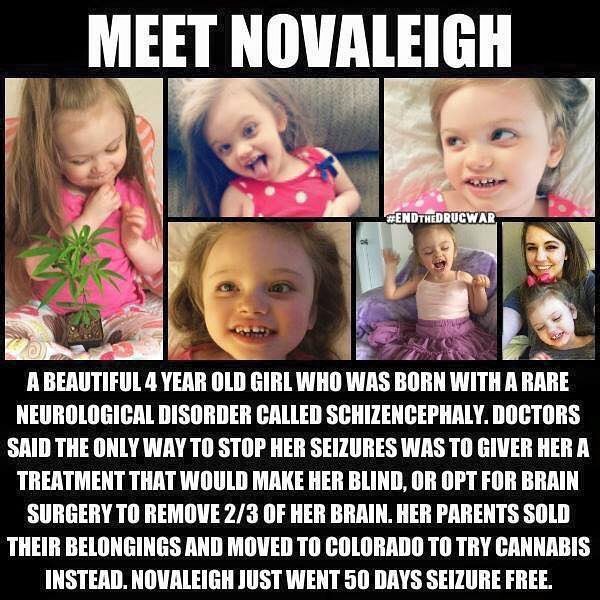 MEET NOVALEIGH
#ENDTHEDRUGWAR
A BEAUTIFUL 4 YEAR OLD GIRL WHO WAS BORN WITH A RARE
NEUROLOGICAL DISORDER CALLED SCHIZENCEPHALY. DOCTORS
SAID THE ONLY WAY TO STOP HER SEIZURES WAS TO GIVER HER A
TREATMENT THAT WOULD MAKE HER BLIND, OR OPT FOR BRAIN
SURGERY TO REMOVE 2/3 OF HER BRAIN. HER PARENTS SOLD
THEIR BELONGINGS AND MOVED TO COLORADO TO TRY CANNABIS
INSTEAD. NOVALEIGH JUST WENT 50 DAYS SEIZURE FREE.